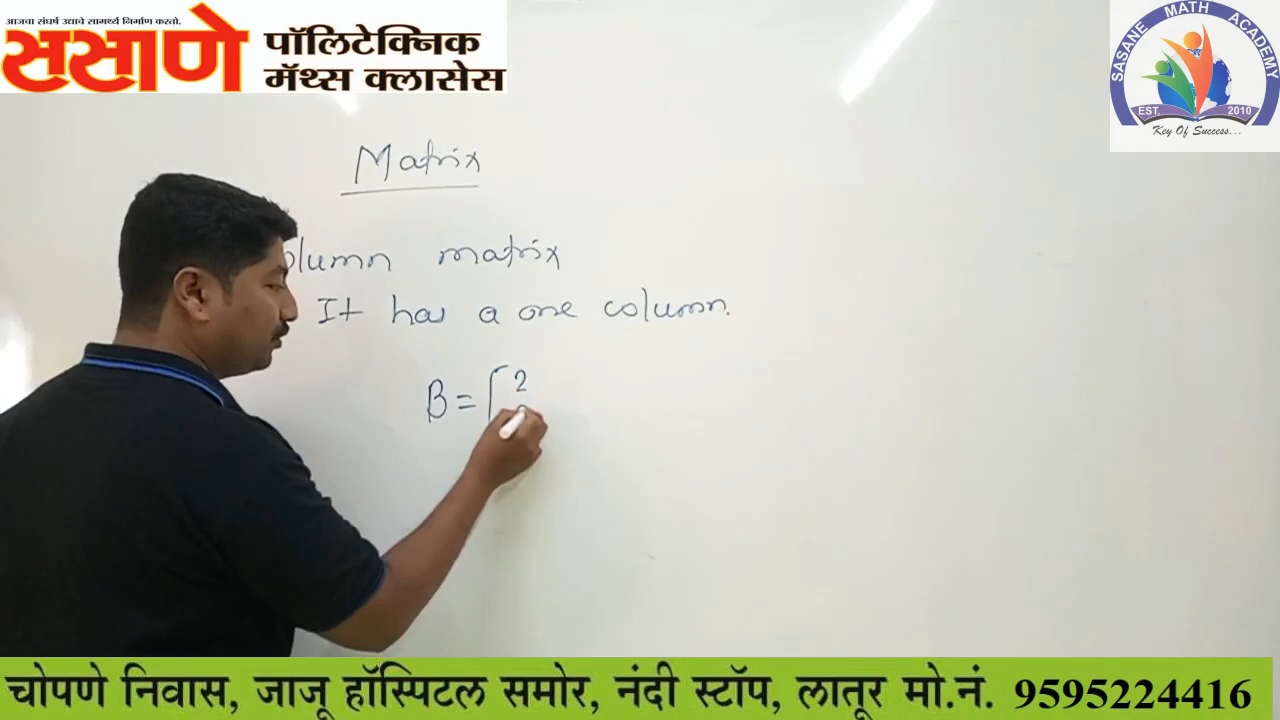 आजचा संघर्ष उद्याचे सामर्थ्य निर्माण करतो.
ससाणे
पॉलिटेक्निक
मॅथ्स क्लासेस
SASANE MATH ACADEMY
EST. 2010
Key Of Success...
Matrix
olumn matrix
It has a one column.
B = [ 2
चोपणे निवास, जाजू हॉस्पिटल समोर, नंदी स्टॉप, लातूर मो.नं. 9595224416